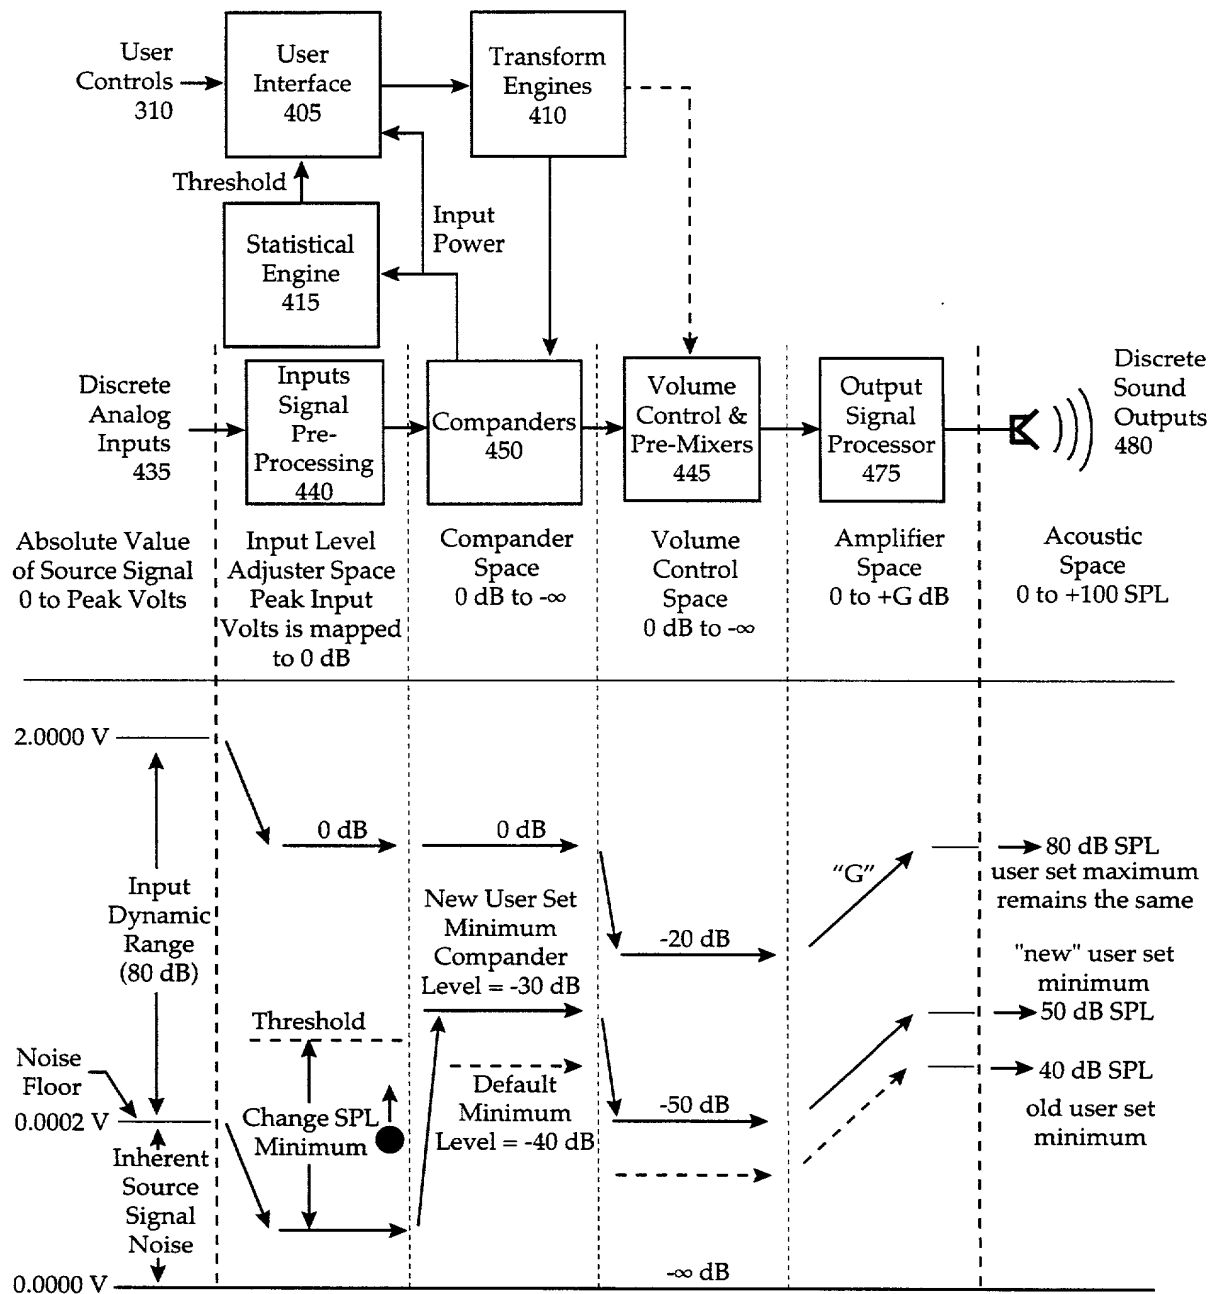 User
Controls
310
User
Interface
405
Transform
Engines
410
Threshold
Input
Power
Statistical
Engine
415
Discrete
Analog
Inputs
435
Inputs
Signal
Pre-
Processing
440
Companders
450
Volume
Control &
Pre-Mixers
445
Output
Signal
Processor
475
Discrete
Sound
Outputs
480
Absolute Value
of Source Signal
0 to Peak Volts
Input Level
Adjuster Space
Peak Input
Volts is mapped
to 0 dB
Compander
Space
0 dB to -∞
Volume
Control
Space
0 dB to -∞
Amplifier
Space
0 to +G dB
Acoustic
Space
0 to +100 SPL
2.0000 V
0 dB
0 dB
"G"
80 dB SPL
user set maximum
remains the same
Input
Dynamic
Range
(80 dB)
New User Set
Minimum
Compander
Level = -30 dB
-20 dB
"new" user set
minimum
50 dB SPL
Threshold
Noise
Floor
0.0002 V
Change SPL
Minimum
Default
Minimum
Level = -40 dB
-50 dB
40 dB SPL
old user set
minimum
Inherent
Source
Signal
Noise
0.0000 V
-∞ dB